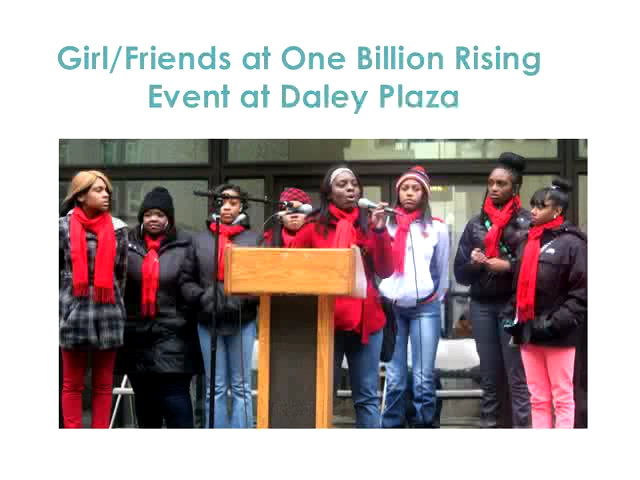 Girl/Friends at One Billion Rising
Event at Daley Plaza